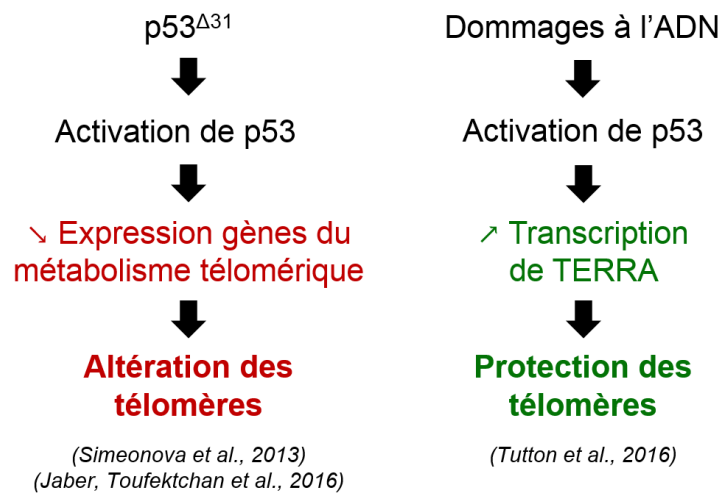 p53Δ31
Activation de p53
↘ Expression gènes du
métabolisme télomérique
Altération des
télomères
(Simeonova et al., 2013)
(Jaber, Toufektchan et al., 2016)
Dommages à l'ADN
Activation de p53
↗ Transcription
de TERRA
Protection des
télomères
(Tutton et al., 2016)